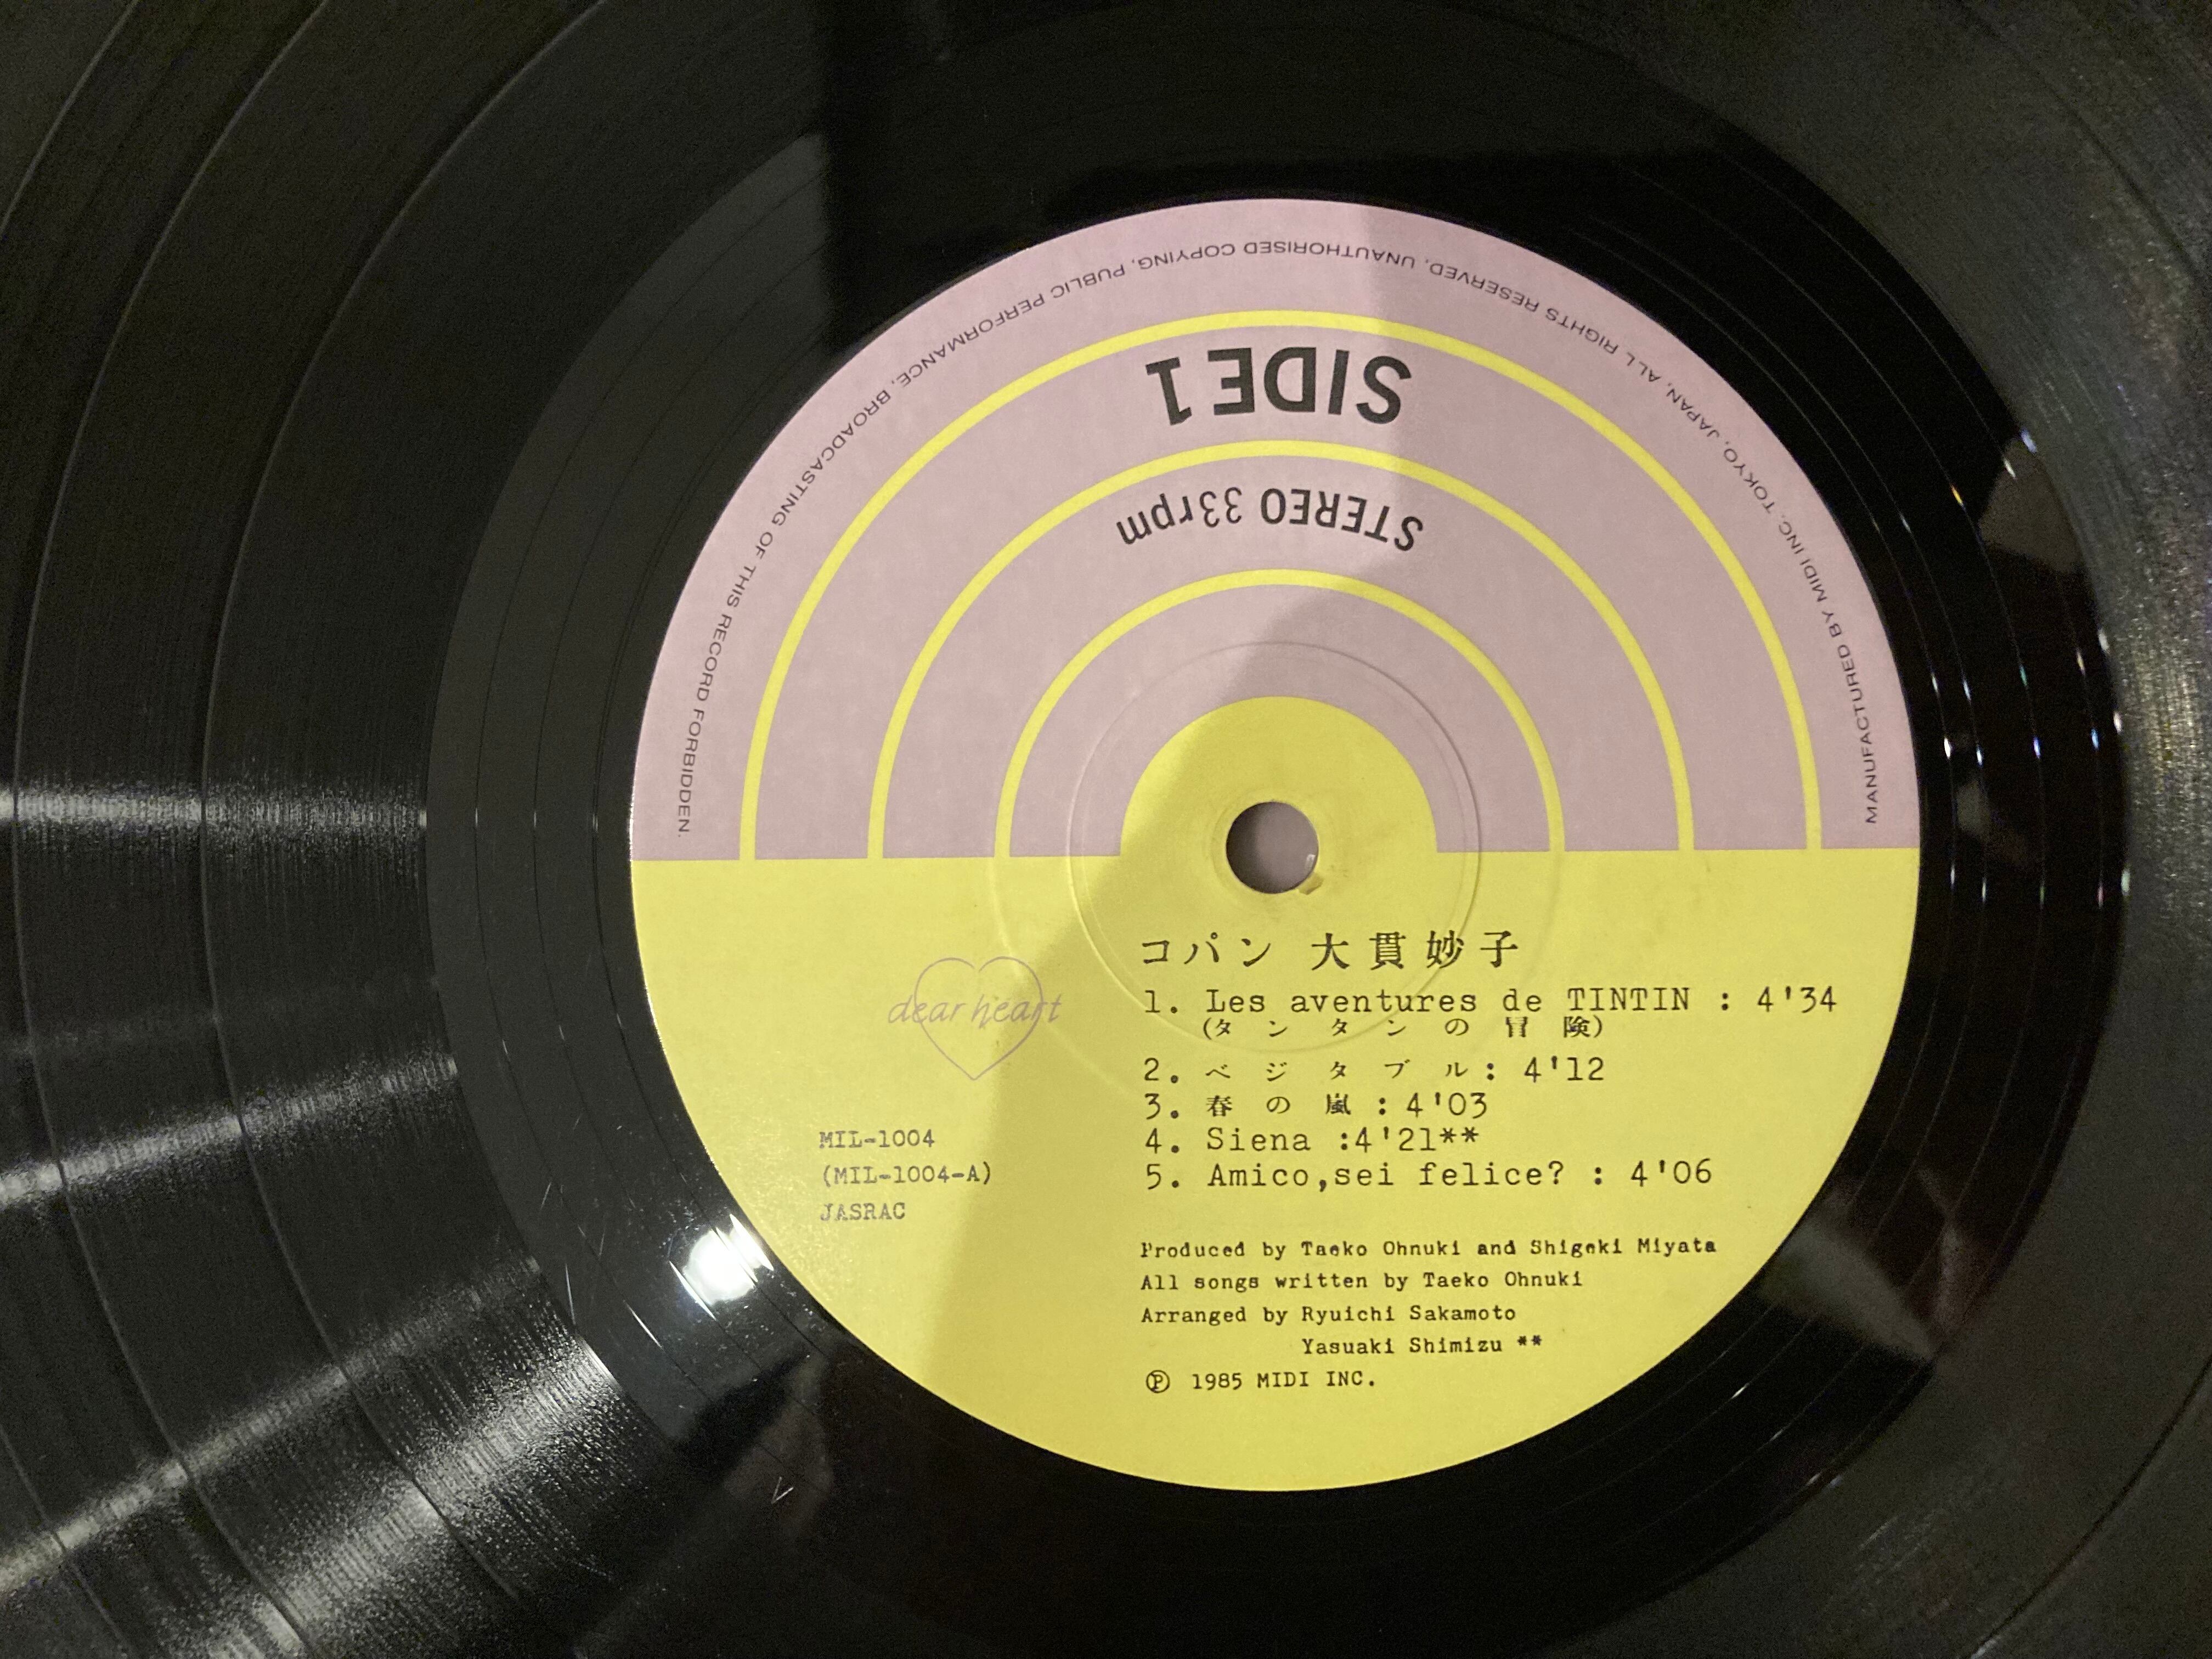 MANUFACTURED BY MIDI INC. TOKYO, JAPAN, ALL RIGHTS RESERVED, UNAUTHORISED COPYING, PUBLIC PERFORMANCE, BROADCASTING OF THIS RECORD FORBIDDEN.
SIDE 1
STEREO 33rpm
dear heart
コパン 大貫妙子
1. Les aventures de TINTIN : 4'34
(タンタンの冒険)
2. ベジタブル: 4'12
3. 春の嵐 : 4'03
4. Siena :4'21**
5. Amico,sei felice? : 4'06
MIL-1004
(MIL-1004-A)
JASRAC
Produced by Taeko Ohnuki and Shigeki Miyata
All songs written by Taeko Ohnuki
Arranged by Ryuichi Sakamoto
Yasuaki Shimizu **
Ⓟ 1985 MIDI INC.